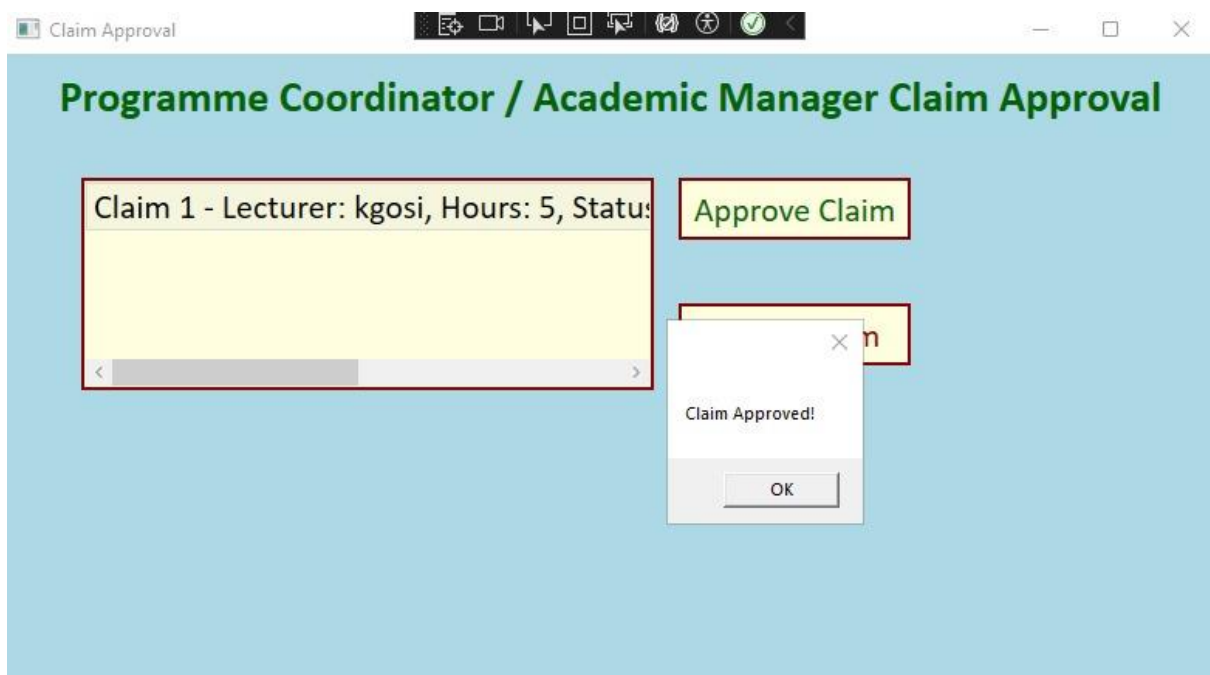 Claim Approval
Programme Coordinator / Academic Manager Claim Approval
Claim 1 - Lecturer: kgosi, Hours: 5, Status
Approve Claim
m
Claim Approved!
OK